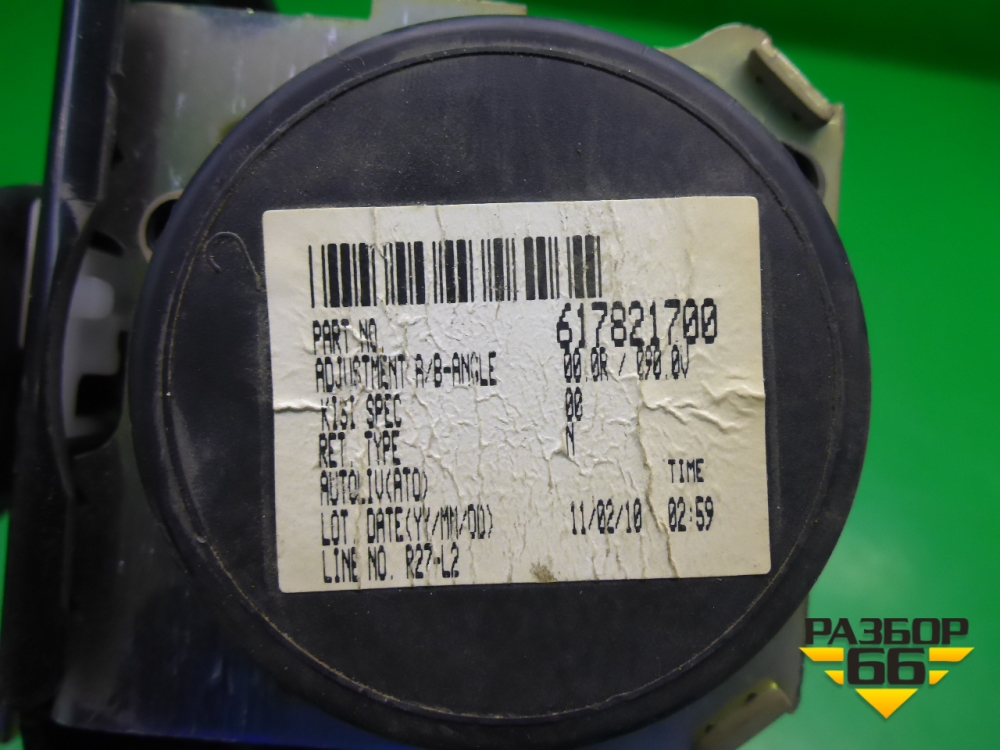 PART NO. 617821700
ADJUSTMENT A/B-ANGLE 00.0R / 090.0V
KISI SPEC 00
RET. TYPE N
AUTOLIV(ATO) TIME
LOT DATE(YY/MM/DD) 11/02/10 02:59
LINE NO. R27-L2
РАЗБОР
66